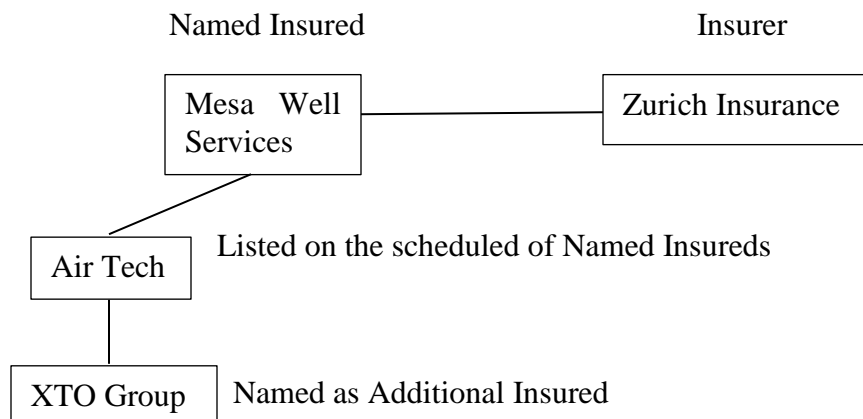 Named Insured
Insurer
Mesa Well
Services
Zurich Insurance
Air Tech
Listed on the scheduled of Named Insureds
XTO Group
Named as Additional Insured